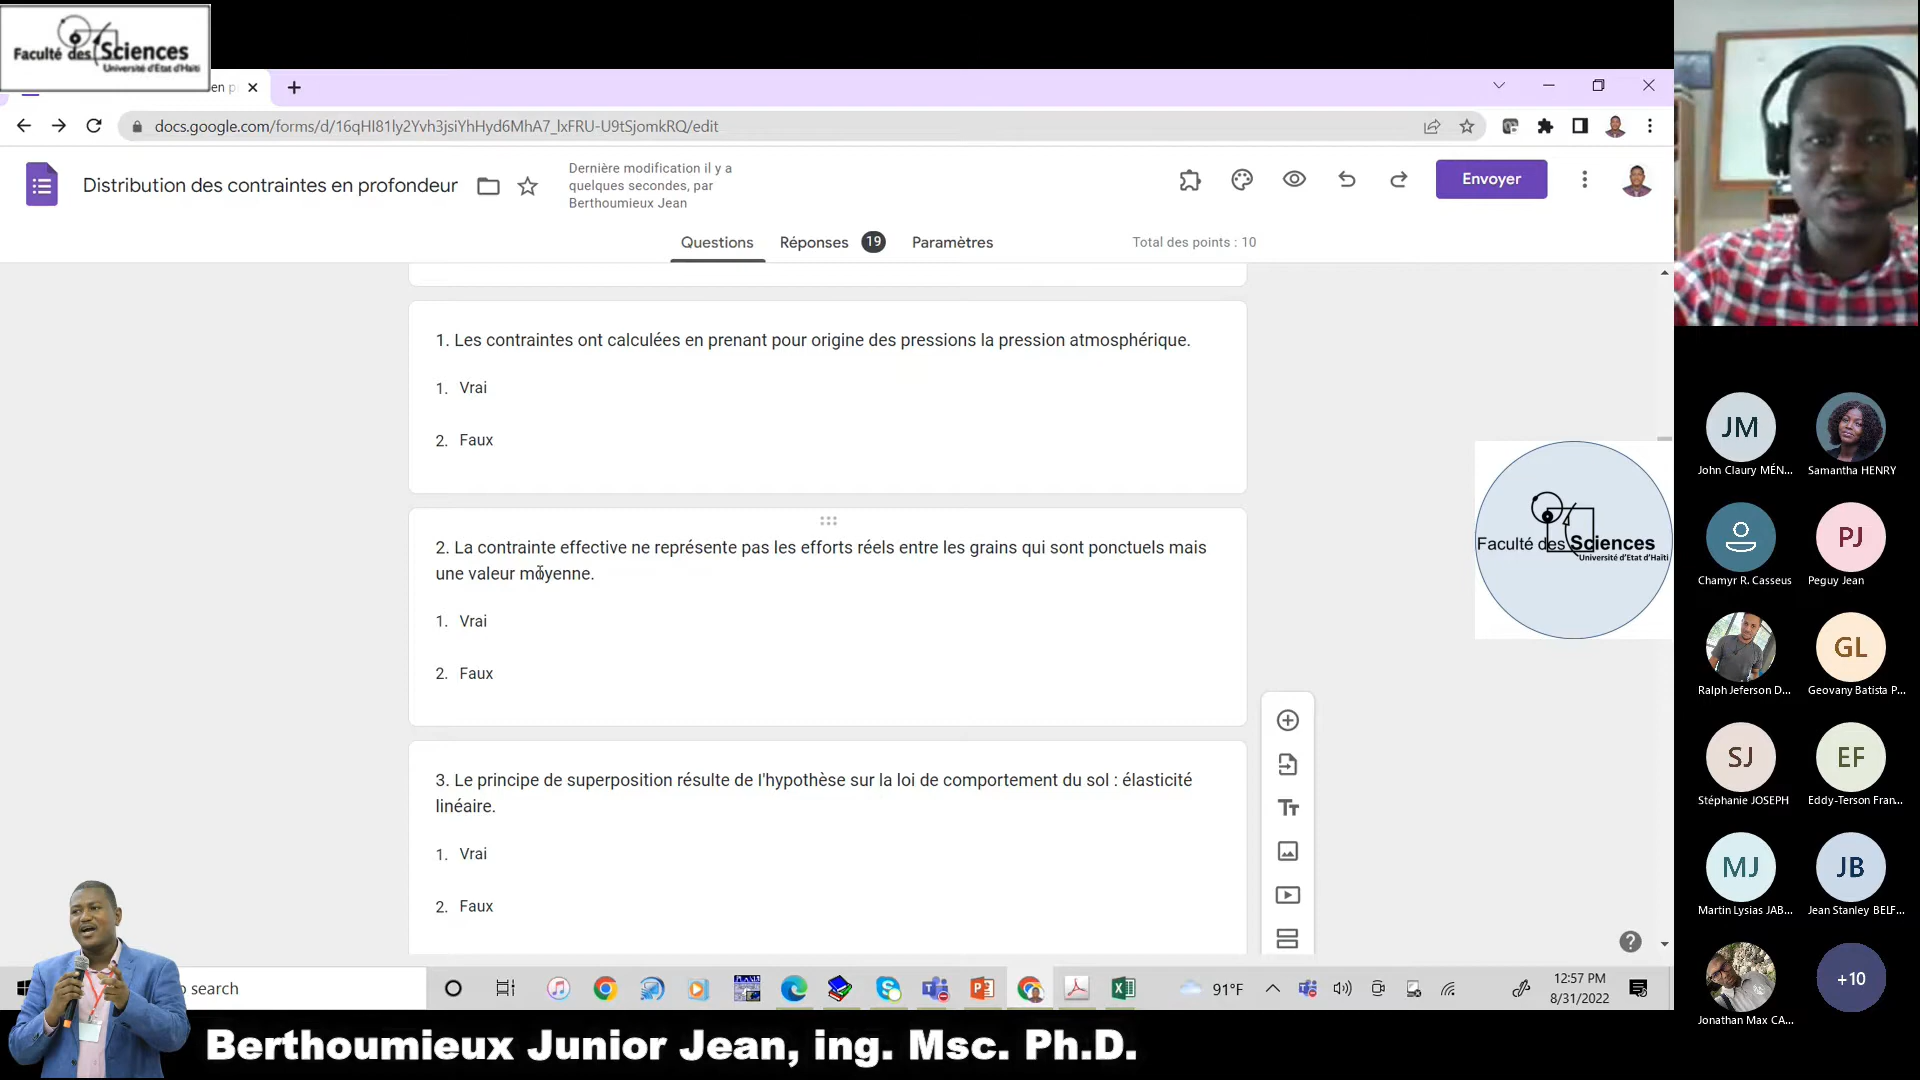 Faculté des Sciences
Université d'Etat d'Haïti
en p
docs.google.com/forms/d/16qHI81ly2Yvh3jsiYhHyd6MhA7_lxFRU-U9tSjomkRQ/edit
Distribution des contraintes en profondeur
Dernière modification il y a
quelques secondes, par
Berthoumieux Jean
Envoyer
Questions
Réponses 19
Paramètres
Total des points : 10
1. Les contraintes ont calculées en prenant pour origine des pressions la pression atmosphérique.
1. Vrai
2. Faux
2. La contrainte effective ne représente pas les efforts réels entre les grains qui sont ponctuels mais
une valeur moyenne.
1. Vrai
2. Faux
3. Le principe de superposition résulte de l'hypothèse sur la loi de comportement du sol : élasticité
linéaire.
1. Vrai
2. Faux
Faculté des Sciences
Université d'Etat d'Haïti
JM
John Claury MÉN...
Samantha HENRY
Chamyr R. Casseus
PJ
Peguy Jean
Ralph Jeferson D...
GL
Geovany Batista P...
SJ
Stéphanie JOSEPH
EF
Eddy-Terson Fran...
MJ
Martin Lysias JAB...
JB
Jean Stanley BELF...
Jonathan Max CA...
+10
o search
91°F
12:57 PM
8/31/2022
Berthoumieux Junior Jean, ing. Msc. Ph.D.